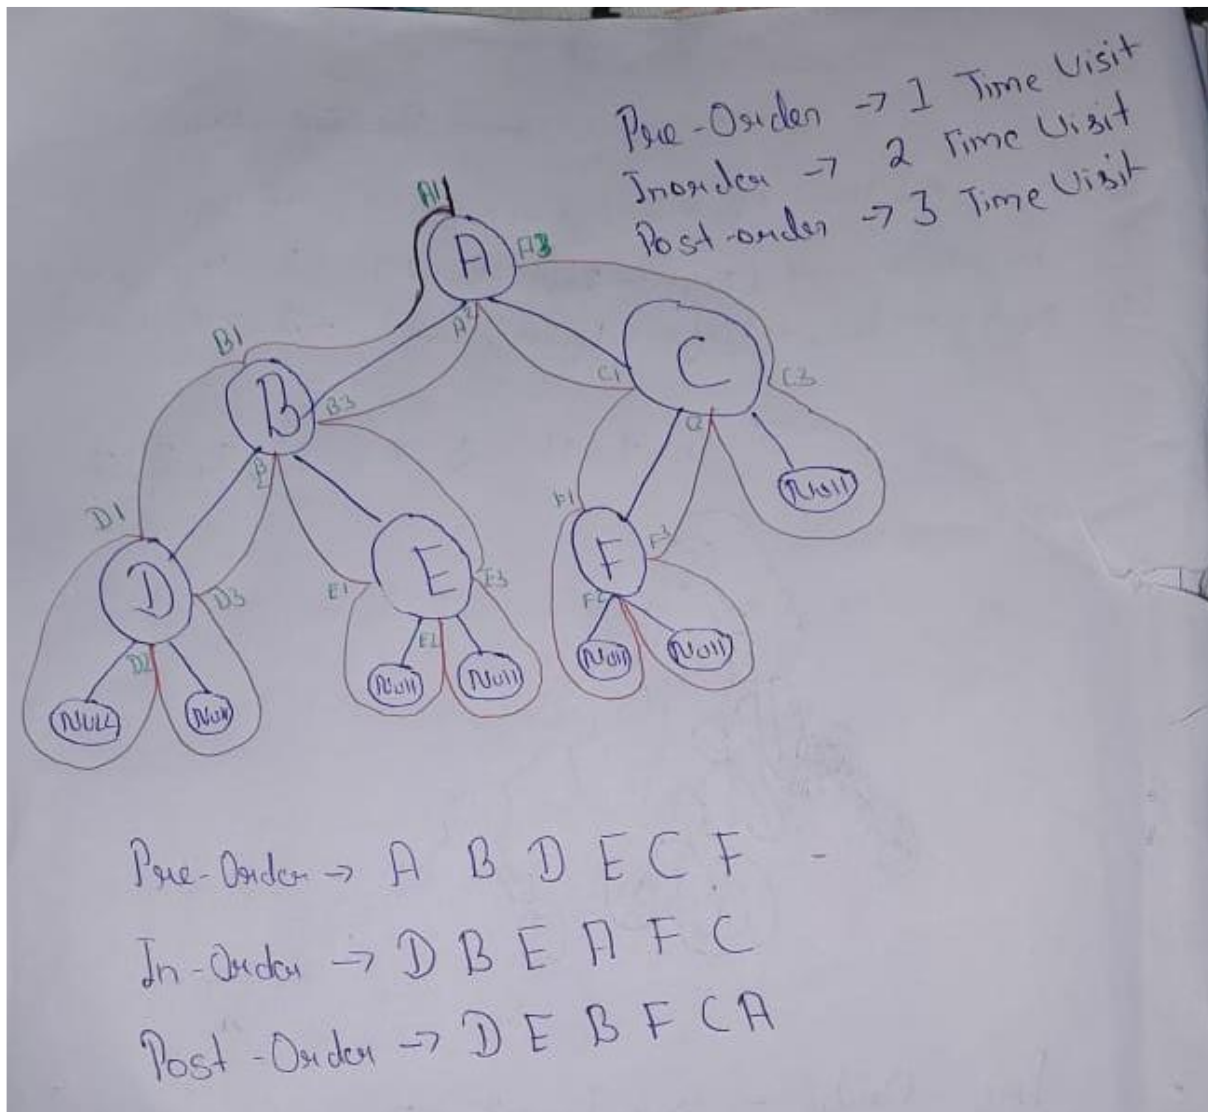 Pre-Order -> 1 Time Visit
Inorder -> 2 Time Visit
Post-order -> 3 Time Visit
A1
A
A3
A2
B1
B
B3
B2
C1
C
C3
C2
Null
D1
D
D3
D2
E1
E
E3
E2
F1
F
F3
F2
NULL
Null
Null
Null
Null
Null
Pre-Order -> A B D E C F
In-Order -> D B E A F C
Post-Order -> D E B F C A